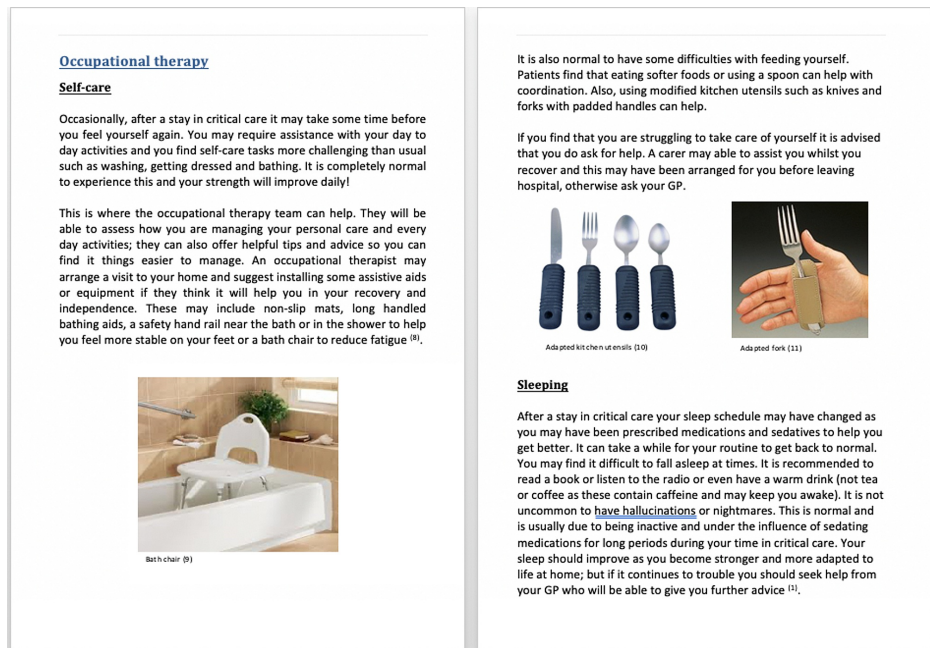 Occupational therapy
Self-care
Occasionally, after a stay in critical care it may take some time before
you feel yourself again. You may require assistance with your day to
day activities and you find self-care tasks more challenging than usual
such as washing, getting dressed and bathing. It is completely normal
to experience this and your strength will improve daily!
This is where the occupational therapy team can help. They will be
able to assess how you are managing your personal care and every
day activities; they can also offer helpful tips and advice so you can
find it things easier to manage. An occupational therapist may
arrange a visit to your home and suggest installing some assistive aids
or equipment if they think it will help you in your recovery and
independence. These may include non-slip mats, long handled
bathing aids, a safety hand rail near the bath or in the shower to help
you feel more stable on your feet or a bath chair to reduce fatigue (8).
Bath chair (9)
It is also normal to have some difficulties with feeding yourself.
Patients find that eating softer foods or using a spoon can help with
coordination. Also, using modified kitchen utensils such as knives and
forks with padded handles can help.
If you find that you are struggling to take care of yourself it is advised
that you do ask for help. A carer may able to assist you whilst you
recover and this may have been arranged for you before leaving
hospital, otherwise ask your GP.
Adapted kitchen utensils (10)
Adapted fork (11)
Sleeping
After a stay in critical care your sleep schedule may have changed as
you may have been prescribed medications and sedatives to help you
get better. It can take a while for your routine to get back to normal.
You may find it difficult to fall asleep at times. It is recommended to
read a book or listen to the radio or even have a warm drink (not tea
or coffee as these contain caffeine and may keep you awake). It is not
uncommon to have hallucinations or nightmares. This is normal and
is usually due to being inactive and under the influence of sedating
medications for long periods during your time in critical care. Your
sleep should improve as you become stronger and more adapted to
life at home; but if it continues to trouble you should seek help from
your GP who will be able to give you further advice (1).